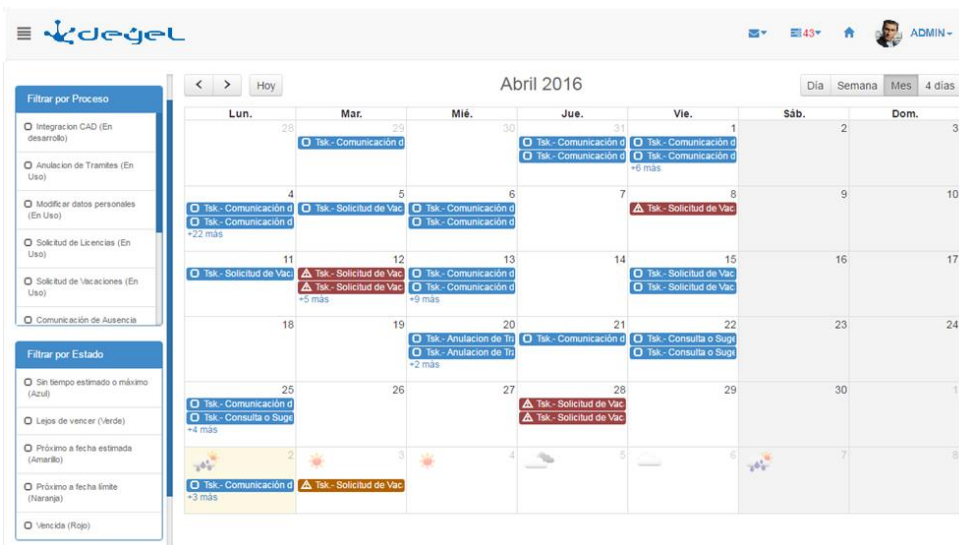 deyel
43
ADMIN
Hoy
Abril 2016
Día Semana Mes 4 días
Filtrar por Proceso
Integracion CAD (En
desarrollo)
Anulacion de Tramites (En
Uso)
Modificar datos personales
(En Uso)
Solicitud de Licencias (En
Uso)
Solicitud de Vacaciones (En
Uso)
Comunicación de Ausencia
Filtrar por Estado
Sin tiempo estimado o máximo
(Azul)
Lejos de vencer (Verde)
Próximo a fecha estimada
(Amarillo)
Próximo a fecha límite
(Naranja)
Vencida (Rojo)
Lun. Mar. Mié. Jue. Vie. Sáb. Dom.
28 29 30 31 1 2 3
Tsk.- Comunicación d Tsk.- Comunicación d Tsk.- Comunicación d
Tsk.- Comunicación d Tsk.- Comunicación d
+6 más
4 5 6 7 8 9 10
Tsk.- Comunicación d Tsk.- Solicitud de Vac Tsk.- Comunicación d Tsk.- Solicitud de Vac
Tsk.- Comunicación d Tsk.- Comunicación d
+22 más
11 12 13 14 15 16 17
Tsk.- Solicitud de Vac Tsk.- Solicitud de Vac Tsk.- Comunicación d Tsk.- Solicitud de Vac
Tsk.- Solicitud de Vac Tsk.- Comunicación d Tsk.- Solicitud de Vac
+5 más +9 más
18 19 20 21 22 23 24
Tsk.- Anulacion de Tr Tsk.- Comunicación d Tsk.- Consulta o Suge
Tsk.- Anulacion de Tr Tsk.- Consulta o Suge
+2 más
25 26 27 28 29 30 1
Tsk.- Comunicación d Tsk.- Solicitud de Vac
Tsk.- Consulta o Suge Tsk.- Solicitud de Vac
+4 más
2 3 4 5 6 7 8
Tsk.- Comunicación d Tsk.- Solicitud de Vac
+3 más